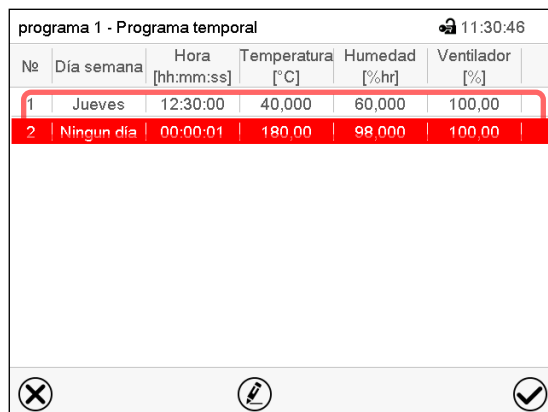 programa 1 - Programa temporal 11:30:46
Nº Día semana Hora [hh:mm:ss] Temperatura [°C] Humedad [%hr] Ventilador [%]
1 Jueves 12:30:00 40,000 60,000 100,00
2 Ningun día 00:00:01 180,00 98,000 100,00